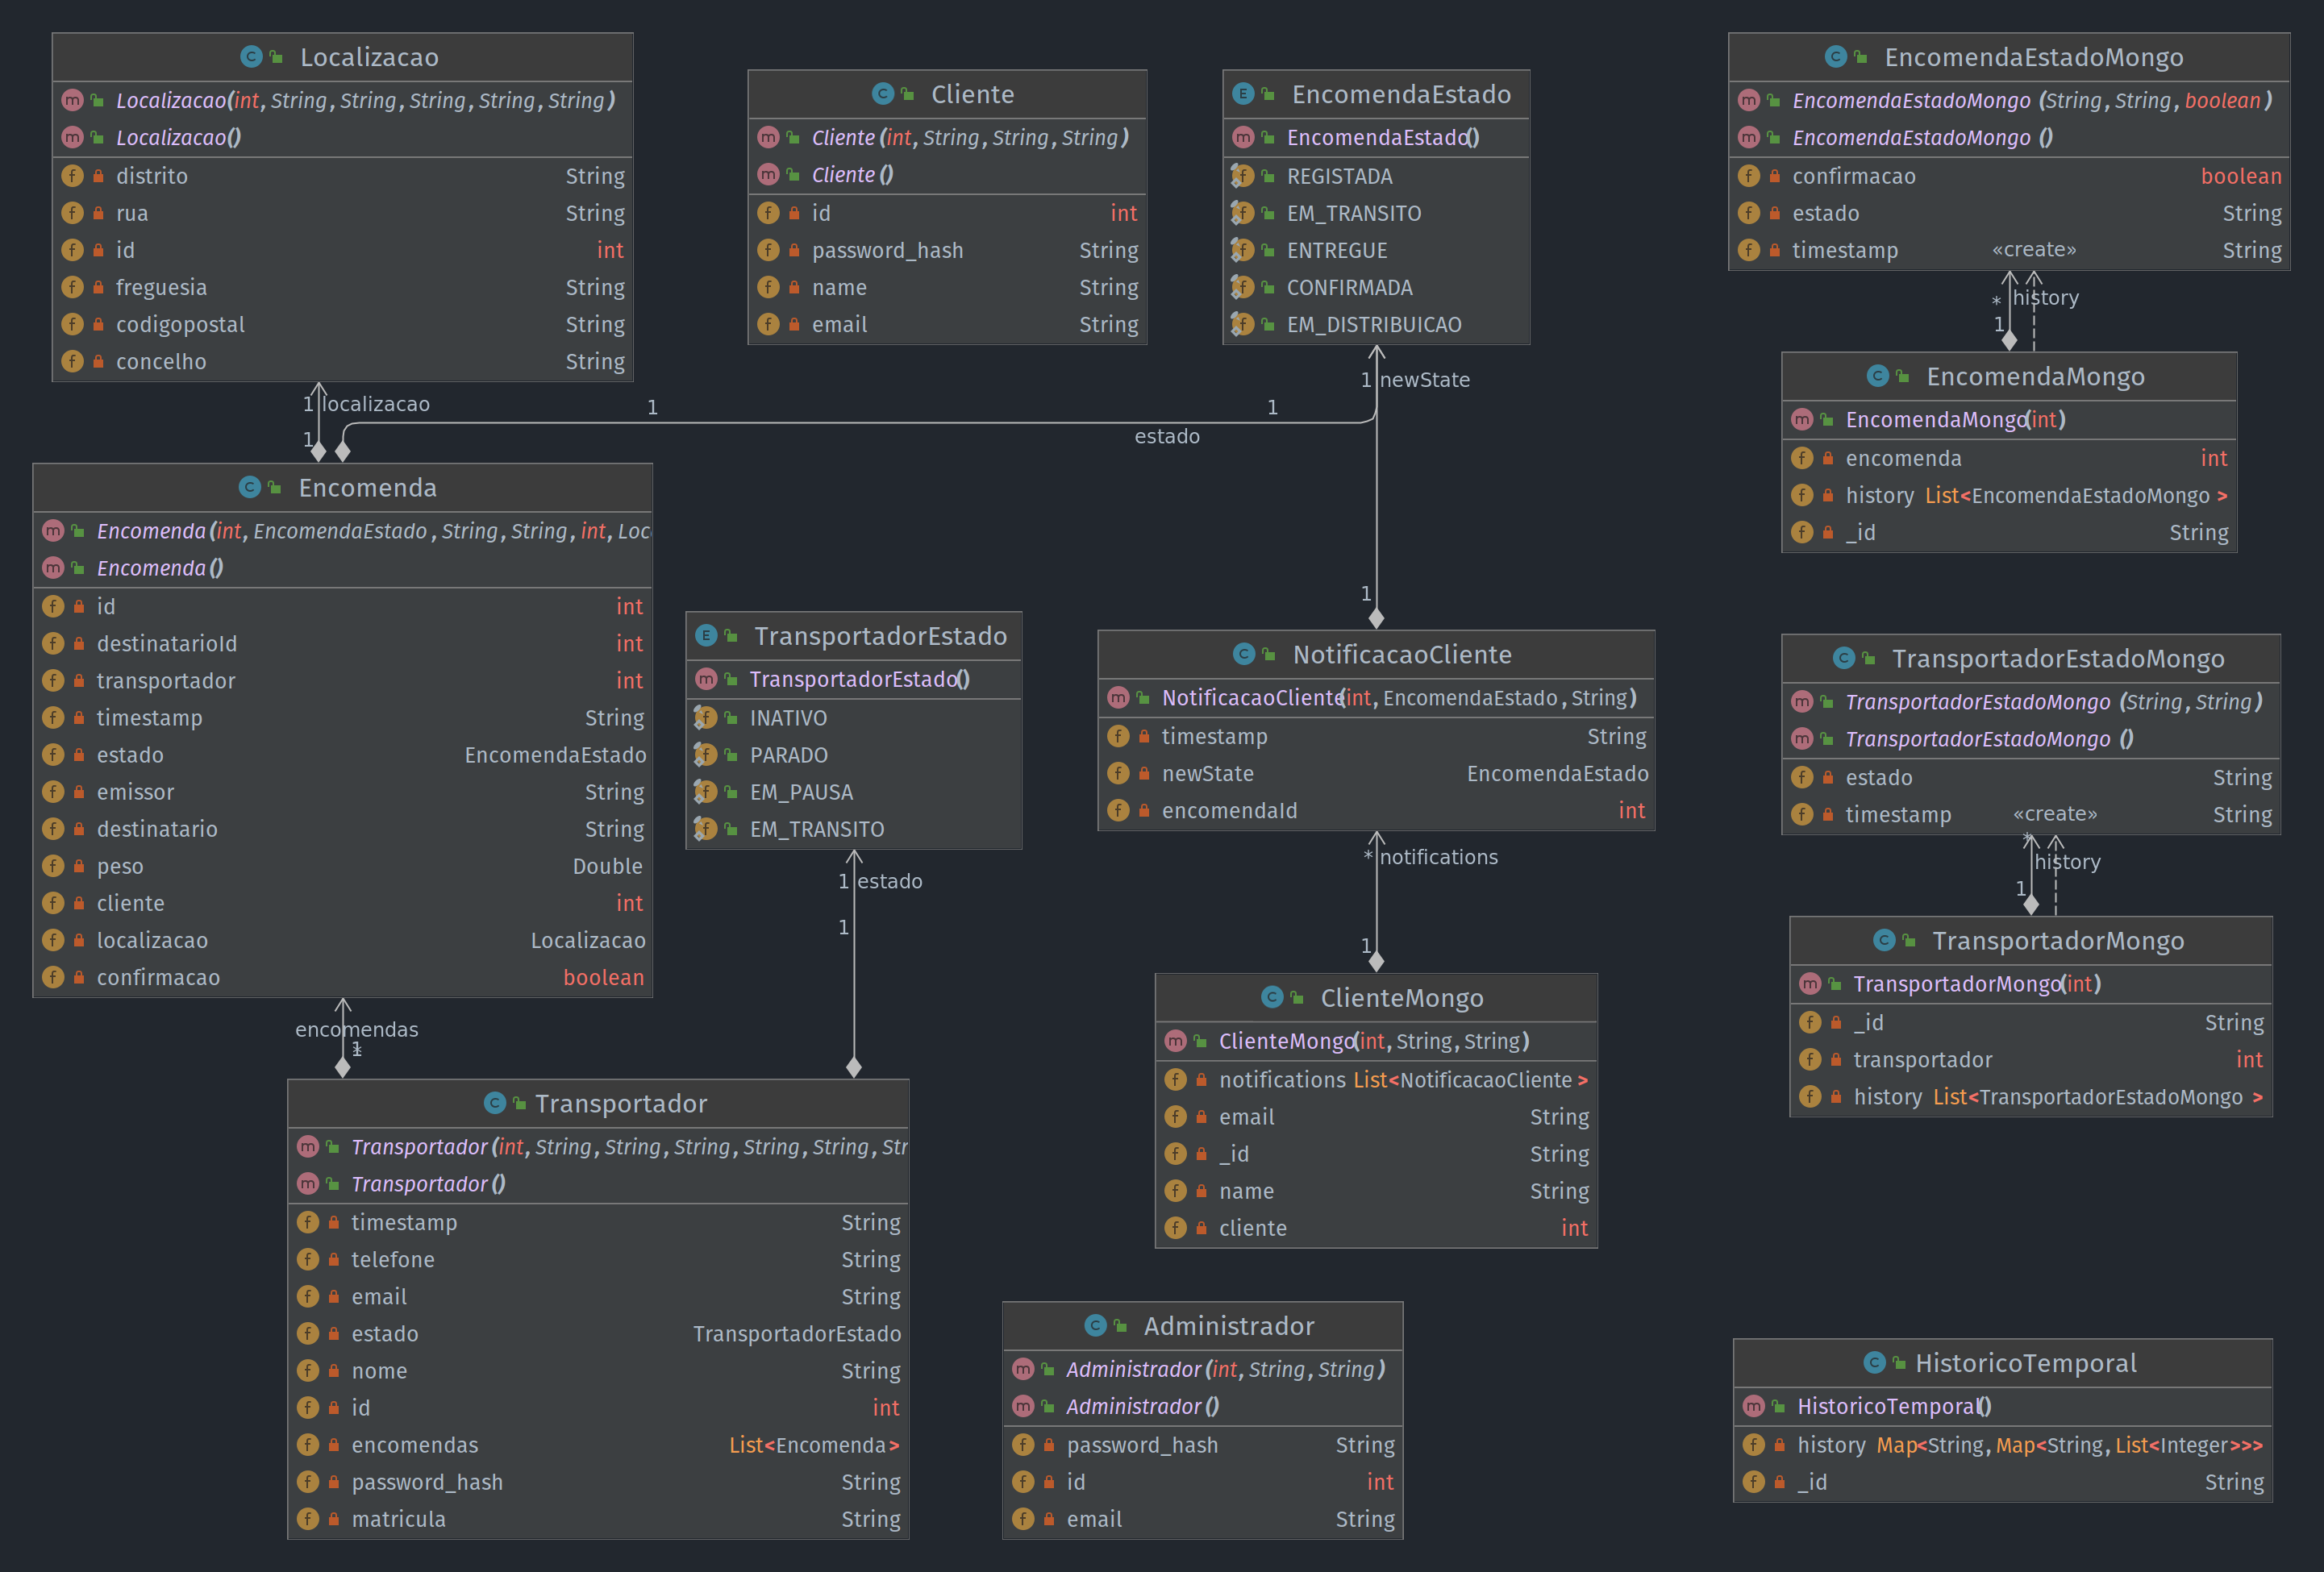 Localizacao
Localizacao(int, String, String, String, String, String)
Localizacao()
distrito String
rua String
id int
freguesia String
codigopostal String
concelho String
Cliente
Cliente (int, String, String, String)
Cliente ()
id int
password_hash String
name String
email String
EncomendaEstado
EncomendaEstado()
REGISTADA
EM_TRANSITO
ENTREGUE
CONFIRMADA
EM_DISTRIBUICAO
EncomendaEstadoMongo
EncomendaEstadoMongo (String, String, boolean)
EncomendaEstadoMongo ()
confirmacao boolean
estado String
timestamp «create» String
* history
1
1 localizacao
1
1
1
estado
1 newState
1
EncomendaMongo
EncomendaMongo(int)
encomenda int
history List<EncomendaEstadoMongo >
_id String
Encomenda
Encomenda (int, EncomendaEstado, String, String, int, Loc
Encomenda ()
id int
destinatarioId int
transportador int
timestamp String
estado EncomendaEstado
emissor String
destinatario String
peso Double
cliente int
localizacao Localizacao
confirmacao boolean
TransportadorEstado
TransportadorEstado()
INATIVO
PARADO
EM_PAUSA
EM_TRANSITO
1 estado
1
NotificacaoCliente
NotificacaoCliente(int, EncomendaEstado, String)
timestamp String
newState EncomendaEstado
encomendaId int
* notifications
1
TransportadorEstadoMongo
TransportadorEstadoMongo (String, String)
TransportadorEstadoMongo ()
estado String
timestamp «create» String
* history
1
TransportadorMongo
TransportadorMongo(int)
_id String
transportador int
history List<TransportadorEstadoMongo >
encomendas
1
*
Transportador
Transportador (int, String, String, String, String, String, Str
Transportador ()
timestamp String
telefone String
email String
estado TransportadorEstado
nome String
id int
encomendas List<Encomenda>
password_hash String
matricula String
ClienteMongo
ClienteMongo(int, String, String)
notifications List<NotificacaoCliente >
email String
_id String
name String
cliente int
Administrador
Administrador (int, String, String)
Administrador ()
password_hash String
id int
email String
HistoricoTemporal
HistoricoTemporal()
history Map<String, Map<String, List<Integer>>>
_id String